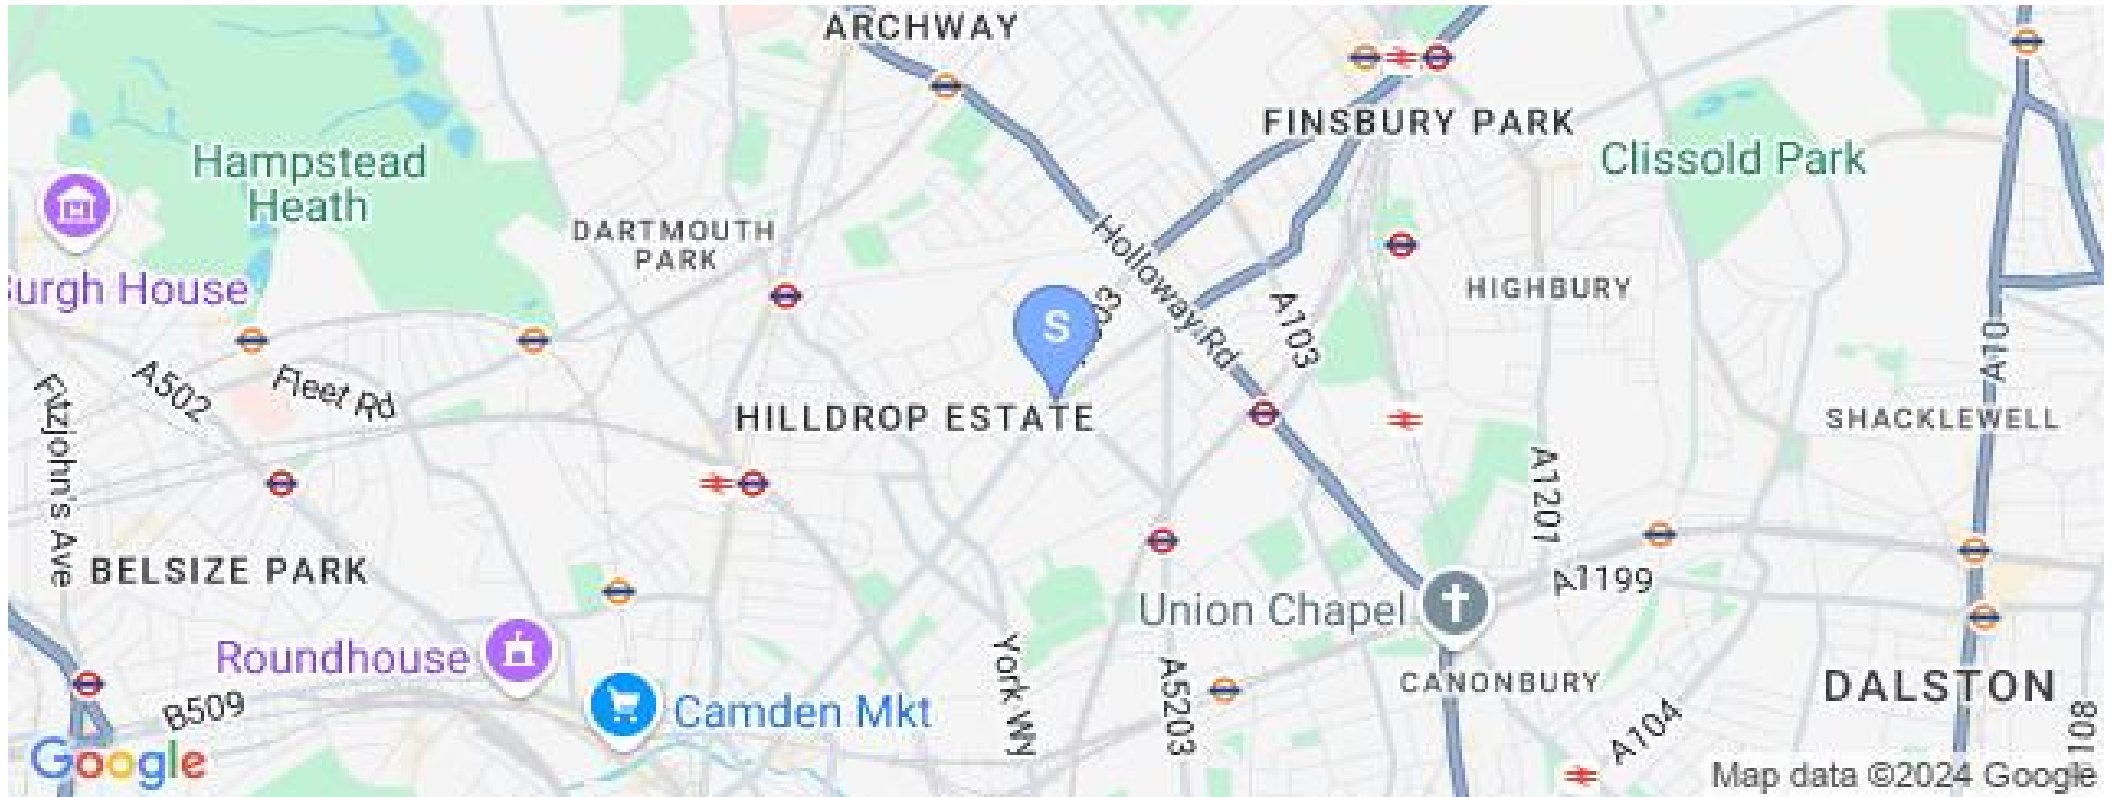 ARCHWAY
FINSBURY PARK
Hampstead
Heath
Clissold Park
DARTMOUTH
PARK
Burgh House
HIGHBURY
Holloway Rd
A103
S
A10
A502
Fleet Rd
Fitzjohn's Ave
HILLDROP ESTATE
SHACKLEWELL
A1201
BELSIZE PARK
A1199
Union Chapel
Roundhouse
York Wy
A5203
CANONBURY
DALSTON
B509
Camden Mkt
A104
Google
Map data ©2024 Google